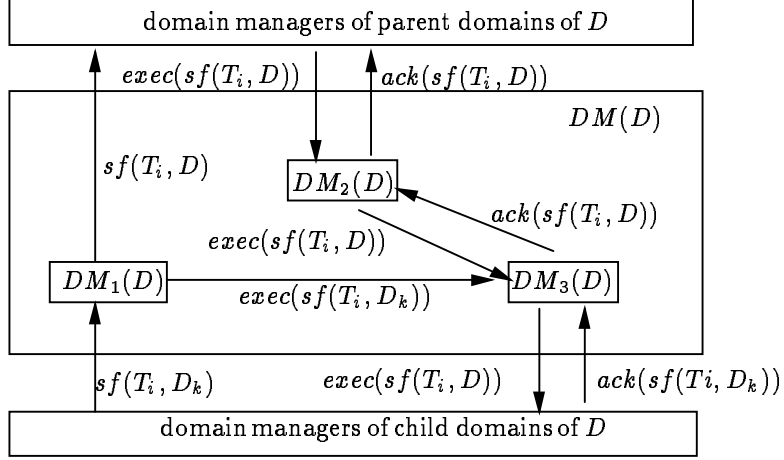 domain managers of parent domains of D
exec(sf(T_i, D)) ack(sf(T_i, D))
DM(D)
sf(T_i, D)
DM_2(D)
ack(sf(T_i, D))
exec(sf(T_i, D))
DM_1(D) DM_3(D)
exec(sf(T_i, D_k))
sf(T_i, D_k) exec(sf(T_i, D)) ack(sf(Ti, D_k))
domain managers of child domains of D